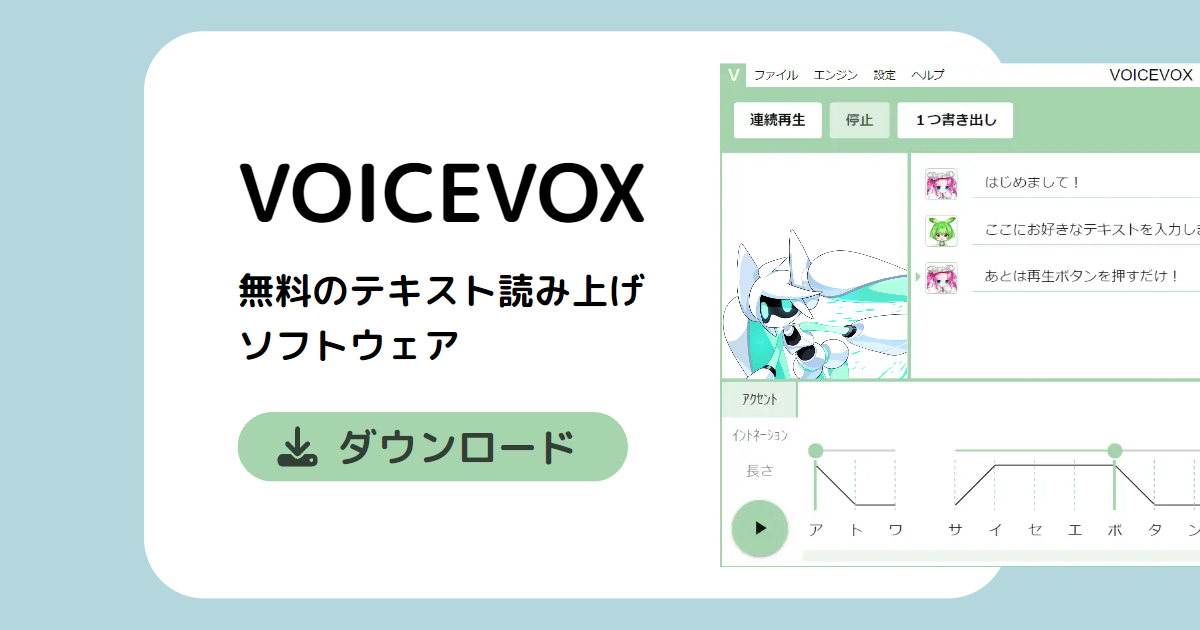 VOICEVOX
無料のテキスト読み上げ
ソフトウェア
ダウンロード
V ファイル エンジン 設定 ヘルプ VOICEVOX
連続再生 停止 1つ書き出し
はじめまして！
ここにお好きなテキストを入力しま
あとは再生ボタンを押すだけ！
アクセント
イントネーション
長さ
ア ト ワ サ イ セ エ ボ タ ン